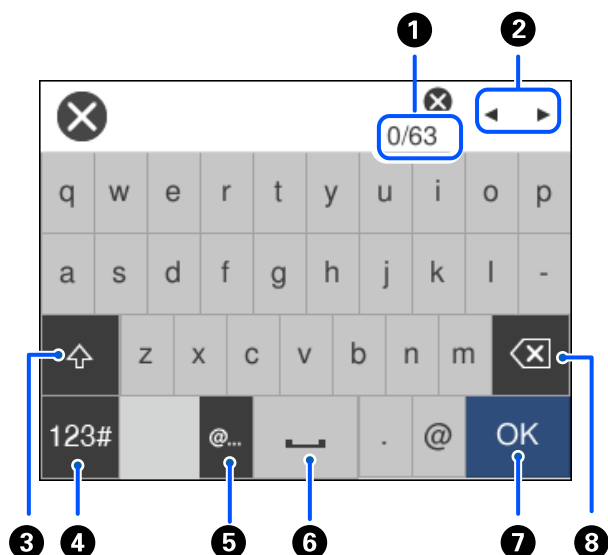 1 2
0/63
q w e r t y u i o p
a s d f g h j k l -
z x c v b n m
123# @... . @ OK
3 4 5 6 7 8